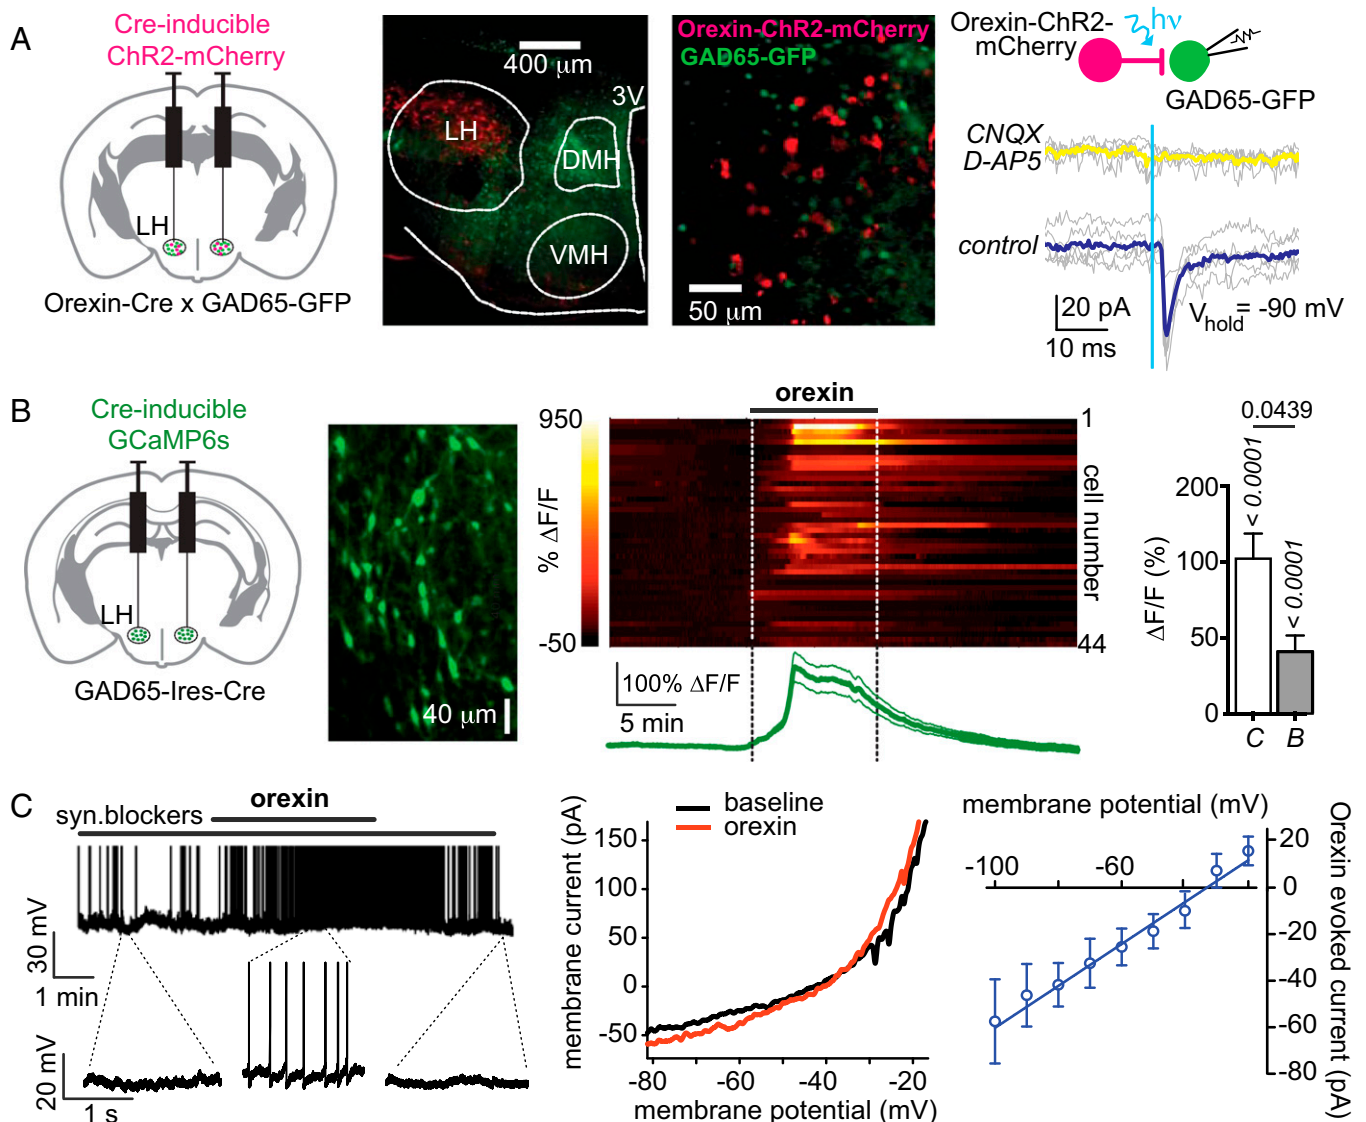 A
Cre-inducible
ChR2-mCherry
LH
Orexin-Cre x GAD65-GFP
400 μm
3V
LH
DMH
VMH
Orexin-ChR2-mCherry
GAD65-GFP
50 μm
Orexin-ChR2-
mCherry
hν
GAD65-GFP
CNQX
D-AP5
control
20 pA
10 ms
Vhold = -90 mV
B
Cre-inducible
GCaMP6s
LH
GAD65-Ires-Cre
40 μm
950
% ΔF/F
-50
orexin
1
cell number
44
100% ΔF/F
5 min
0.0439
< 0.0001
< 0.0001
ΔF/F (%)
200
100
50
0
C B
C
syn.blockers
orexin
30 mV
1 min
20 mV
1 s
baseline
orexin
membrane current (pA)
150
100
50
0
-50
-80 -60 -40 -20
membrane potential (mV)
membrane potential (mV)
-100 -60
20
0
-20
-40
-60
-80
Orexin evoked current (pA)